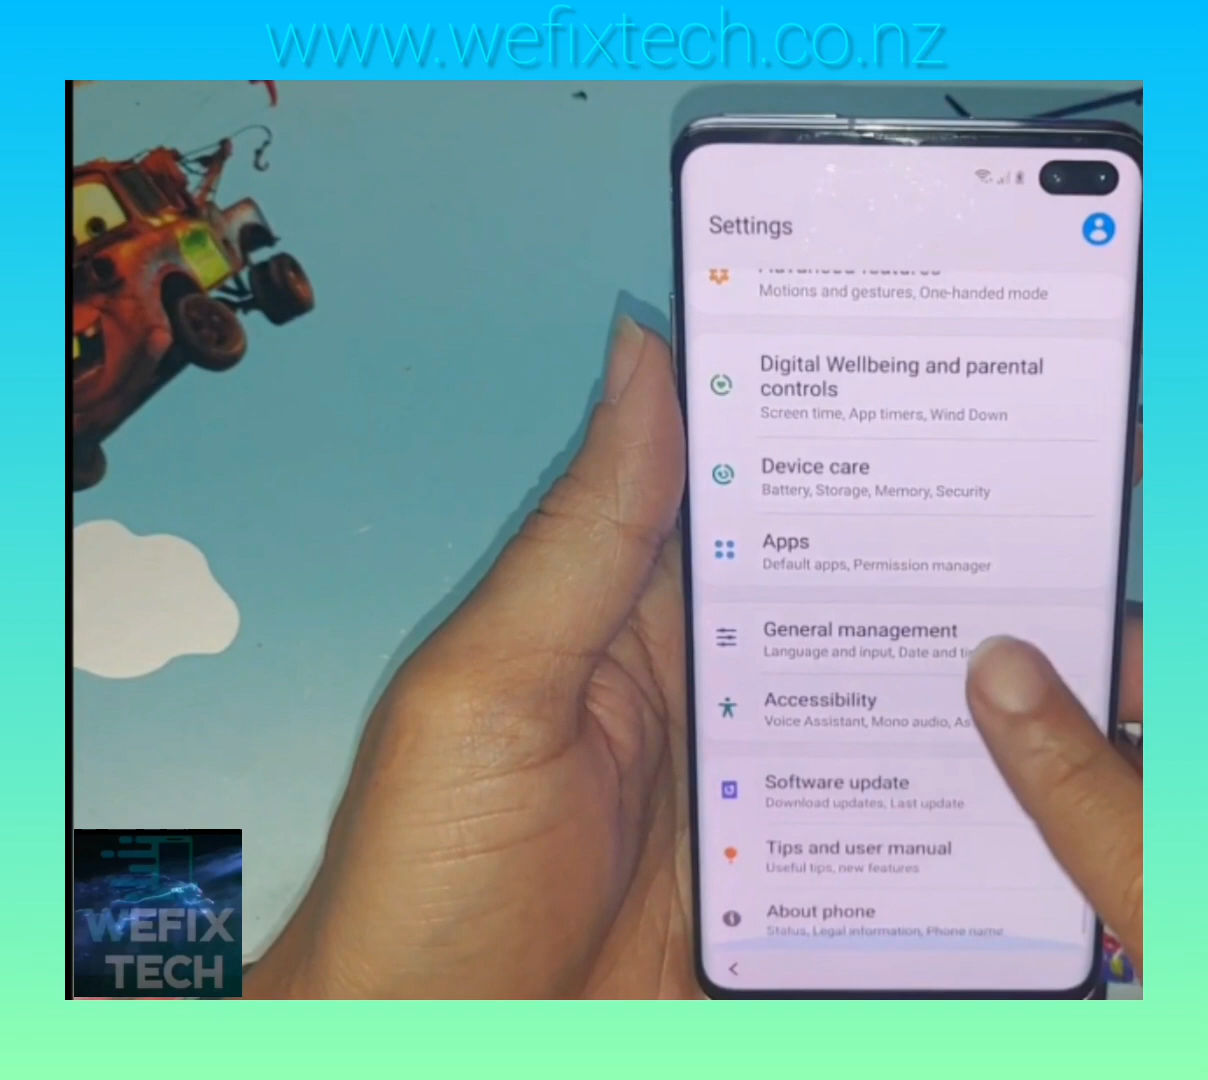 www.wefixtech.co.nz
Settings
Advanced features
Motions and gestures, One-handed mode
Digital Wellbeing and parental
controls
Screen time, App timers, Wind Down
Device care
Battery, Storage, Memory, Security
Apps
Default apps, Permission manager
General management
Language and input, Date and
Accessibility
Voice Assistant, Mono audio,
Software update
Download updates, Last update
Tips and user manual
Useful tips, new features
About phone
Status, Legal information, Phone name
WEFIX
TECH